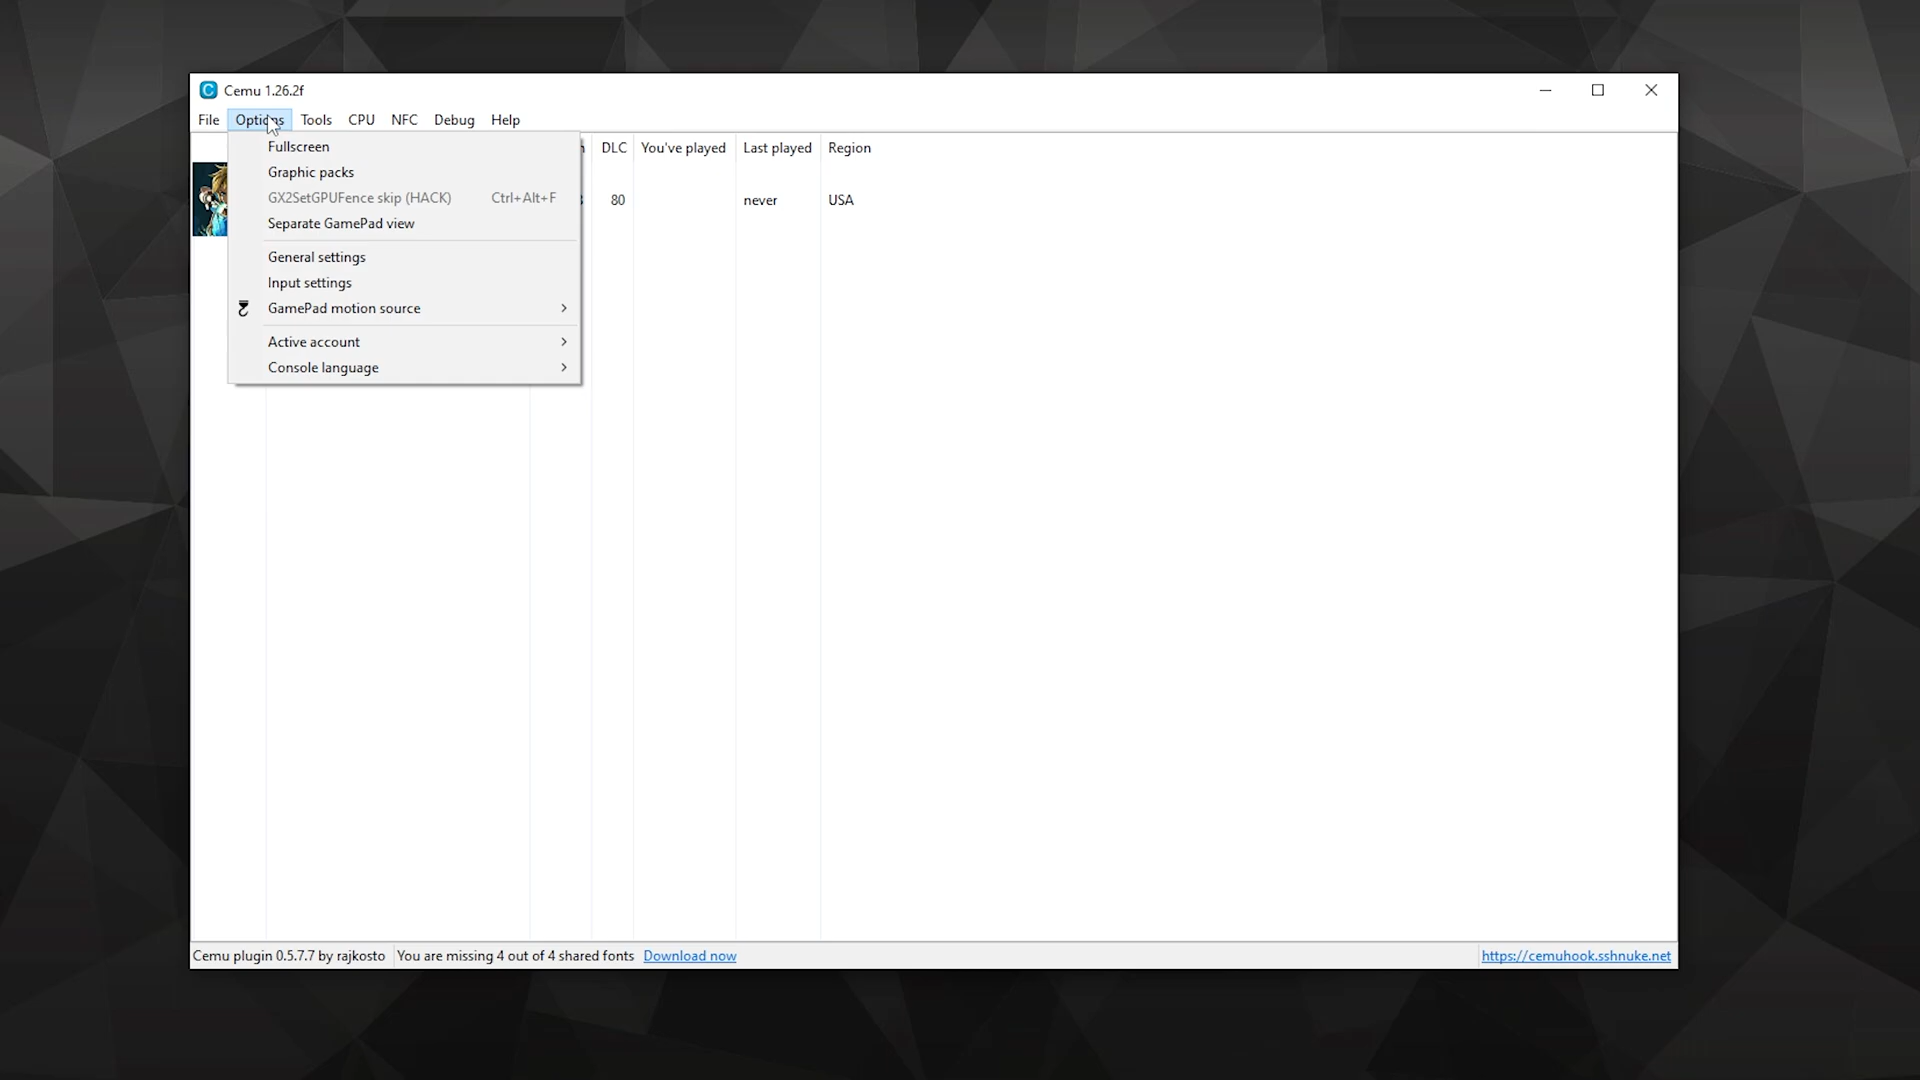 Cemu 1.26.2f
File Options Tools CPU NFC Debug Help
DLC You've played Last played Region
Fullscreen
Graphic packs
GX2SetGPUFence skip (HACK) Ctrl+Alt+F
80 never USA
Separate GamePad view
General settings
Input settings
GamePad motion source
Active account
Console language
Cemu plugin 0.5.7.7 by rajkosto You are missing 4 out of 4 shared fonts Download now https://cemuhook.sshnuke.net